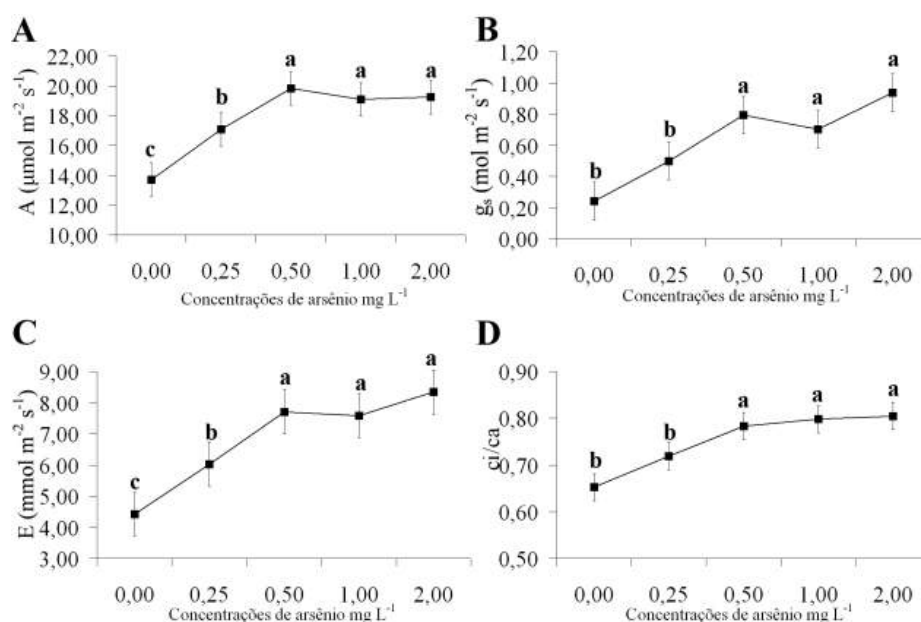 A
A (µmol m-2 s-1)
22,00
20,00
18,00
16,00
14,00
12,00
10,00
c
b
a
a
a
0,00 0,25 0,50 1,00 2,00
Concentrações de arsênio mg L-1
B
gs (mol m-2 s-1)
1,20
1,00
0,80
0,60
0,40
0,20
0,00
b
b
a
a
a
0,00 0,25 0,50 1,00 2,00
Concentrações de arsênio mg L-1
C
E (mmol m-2 s-1)
9,00
8,00
7,00
6,00
5,00
4,00
3,00
c
b
a
a
a
0,00 0,25 0,50 1,00 2,00
Concentrações de arsênio mg L-1
D
ci/ca
0,90
0,80
0,70
0,60
0,50
b
b
a
a
a
0,00 0,25 0,50 1,00 2,00
Concentrações de arsênio mg L-1